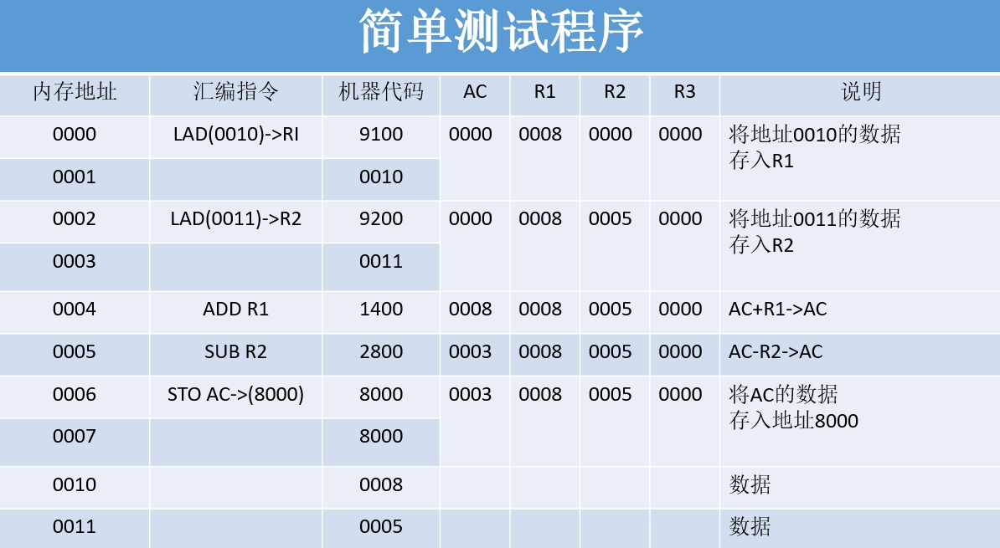 简单测试程序
内存地址 汇编指令 机器代码 AC R1 R2 R3 说明
0000 LAD(0010)->RI 9100 0000 0008 0000 0000 将地址0010的数据
存入R1
0001 0010
0002 LAD(0011)->R2 9200 0000 0008 0005 0000 将地址0011的数据
存入R2
0003 0011
0004 ADD R1 1400 0008 0008 0005 0000 AC+R1->AC
0005 SUB R2 2800 0003 0008 0005 0000 AC-R2->AC
0006 STO AC->(8000) 8000 0003 0008 0005 0000 将AC的数据
存入地址8000
0007 8000
0010 0008 数据
0011 0005 数据